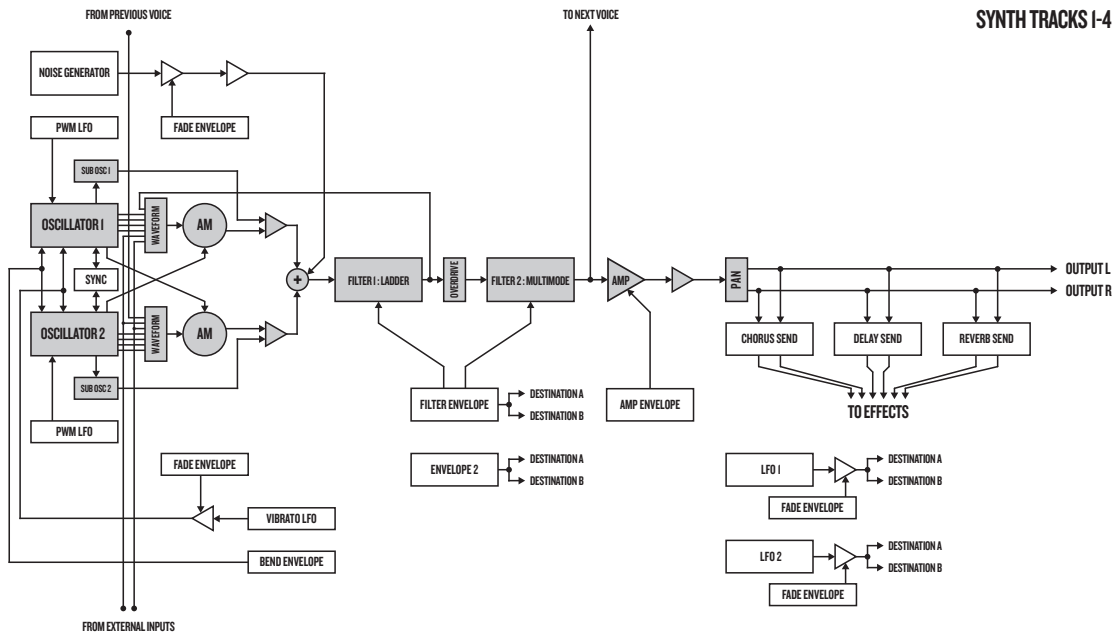 FROM PREVIOUS VOICE
TO NEXT VOICE
SYNTH TRACKS 1-4
NOISE GENERATOR
FADE ENVELOPE
PWM LFO
SUB OSC 1
OSCILLATOR 1
WAVEFORM
AM
SYNC
OSCILLATOR 2
WAVEFORM
AM
SUB OSC 2
PWM LFO
+
FILTER 1 : LADDER
OVERDRIVE
FILTER 2 : MULTIMODE
AMP
PAN
OUTPUT L
OUTPUT R
CHORUS SEND
DELAY SEND
REVERB SEND
TO EFFECTS
FILTER ENVELOPE
DESTINATION A
DESTINATION B
AMP ENVELOPE
ENVELOPE 2
DESTINATION A
DESTINATION B
LFO 1
DESTINATION A
DESTINATION B
FADE ENVELOPE
LFO 2
DESTINATION A
DESTINATION B
FADE ENVELOPE
FADE ENVELOPE
VIBRATO LFO
BEND ENVELOPE
FROM EXTERNAL INPUTS